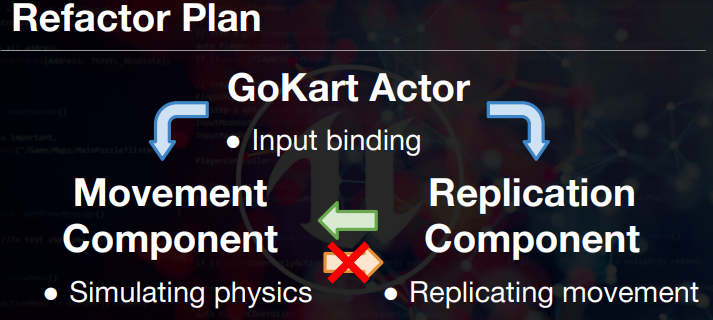 Refactor Plan
GoKart Actor
● Input binding
Movement
Component
● Simulating physics
Replication
Component
● Replicating movement